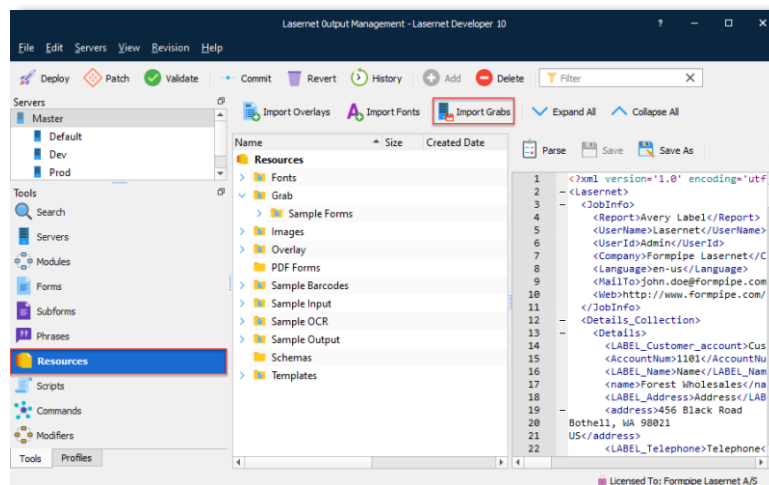 Lasernet Output Management - Lasernet Developer 10
File Edit Servers View Revision Help
Deploy Patch Validate Commit Revert History Add Delete Filter
Servers
Master
Default
Dev
Prod
Tools
Search
Servers
Modules
Forms
Subforms
Phrases
Resources
Scripts
Commands
Modifiers
Tools Profiles
Import Overlays Import Fonts Import Grabs Expand All Collapse All
Name Size Created Date
Resources
Fonts
Grab
Sample Forms
Images
Overlay
PDF Forms
Sample Barcodes
Sample Input
Sample OCR
Sample Output
Schemas
Templates
Parse Save Save As
1 <?xml version='1.0' encoding='utf
2 <Lasernet>
3 <JobInfo>
4 <Report>Avery Label</Report>
5 <UserName>Lasernet</UserName>
6 <UserId>Admin</UserId>
7 <Company>Formpipe Lasernet</C
8 <Language>en-us</Language>
9 <MailTo>john.doe@formpipe.com
10 <Web>http://www.formpipe.com/
11 </JobInfo>
12 <Details_Collection>
13 <Details>
14 <LABEL_Customer_account>Cus
15 <AccountNum>1101</AccountNu
16 <LABEL_Name>Name</LABEL_Nam
17 <name>Forest Wholesales</na
18 <LABEL_Address>Address</LAB
19 <address>456 Black Road
20 Bothell, WA 98021
21 US</address>
22 <LABEL_Telephone>Telephone<
Licensed To: Formpipe Lasernet A/S